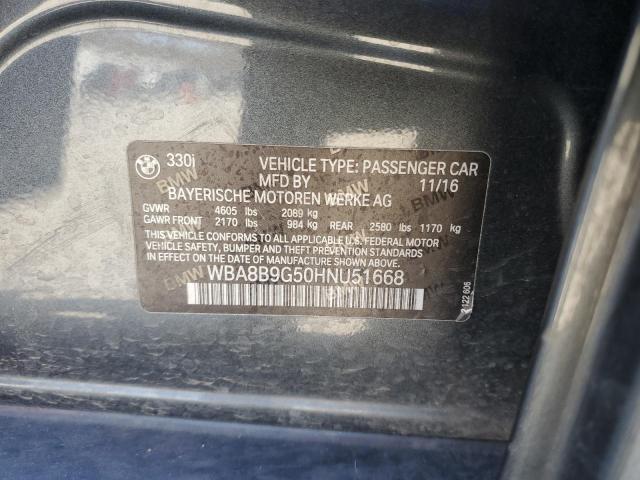 330i VEHICLE TYPE: PASSENGER CAR
MFD BY 11/16
BAYERISCHE MOTOREN WERKE AG
GVWR 4605 lbs 2089 kg
GAWR FRONT 2170 lbs 984 kg REAR 2580 lbs 1170 kg
THIS VEHICLE CONFORMS TO ALL APPLICABLE U.S. FEDERAL MOTOR
VEHICLE SAFETY, BUMPER AND THEFT PREVENTION STANDARDS
IN EFFECT ON THE DATE OF MANUFACTURE SHOWN ABOVE.
WBA8B9G50HNU51668